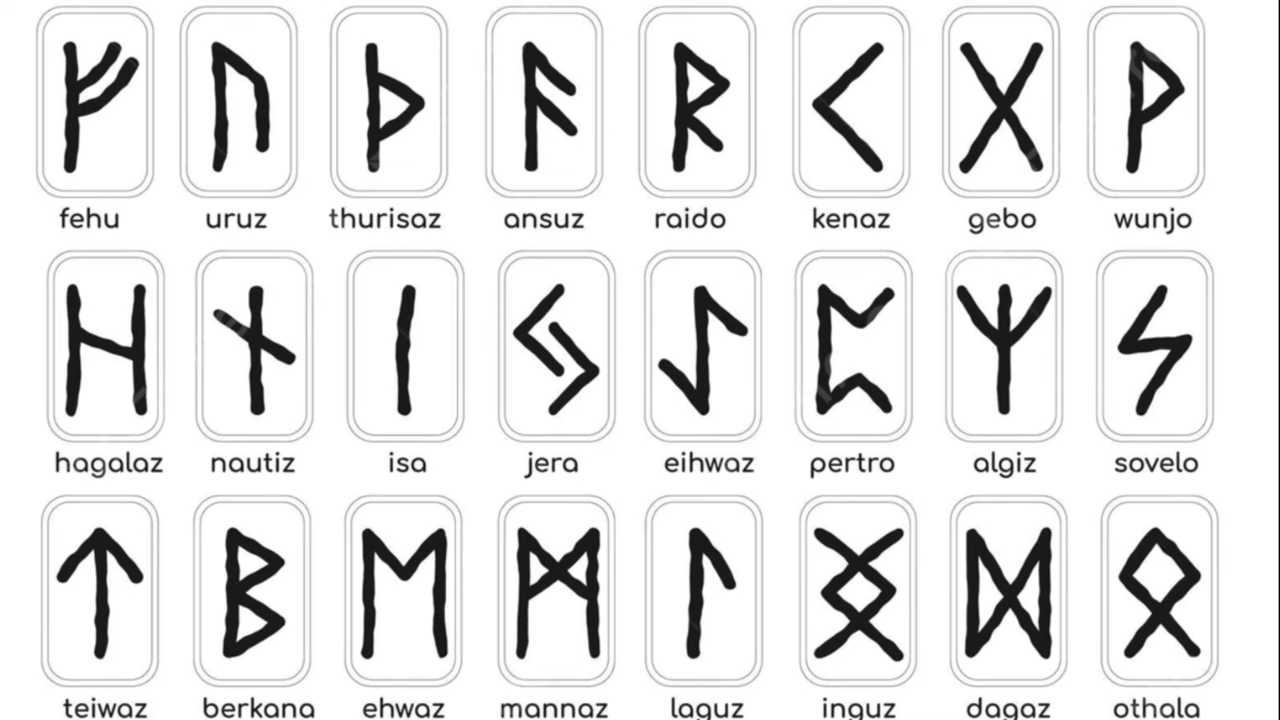 ᚠ ᚢ ᚦ ᚨ ᚱ ᚲ ᚷ ᚹ
fehu uruz thurisaz ansuz raido kenaz gebo wunjo
ᚺ ᚾ ᛁ ᛃ ᛇ ᛈ ᛉ ᛊ
hagalaz nautiz isa jera eihwaz pertro algiz sovelo
ᛏ ᛒ ᛖ ᛗ ᛚ ᛝ ᛞ ᛟ
teiwaz berkana ehwaz mannaz laguz inguz dagaz othala